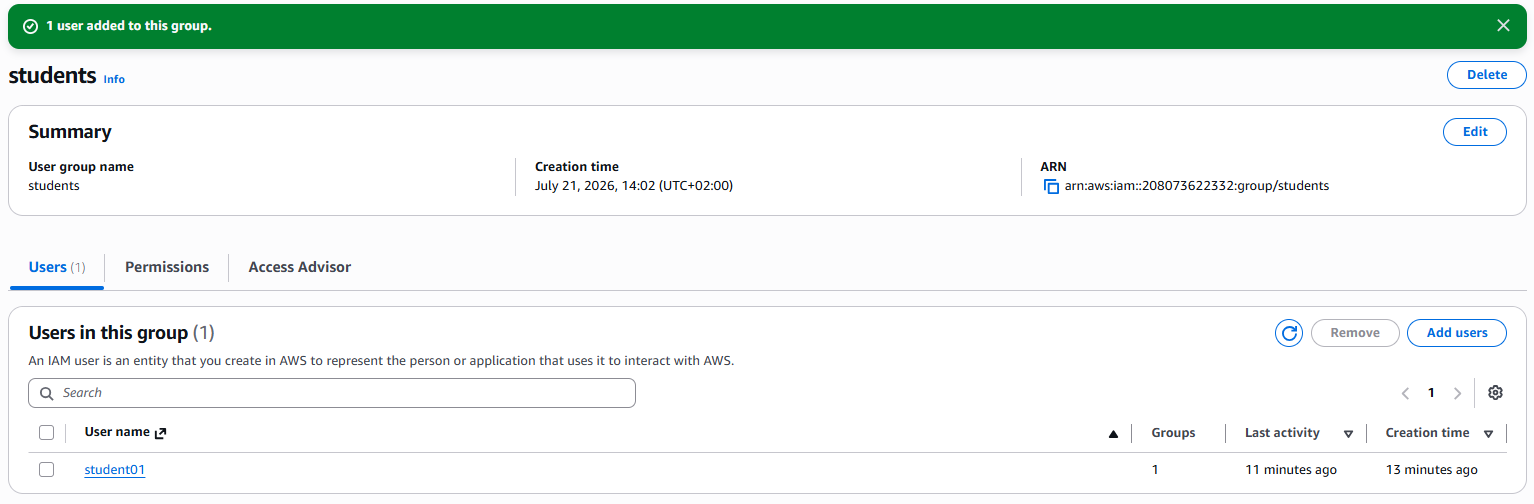 1 user added to this group.
students Info
Delete
Summary
Edit
User group name
students
Creation time
July 21, 2026, 14:02 (UTC+02:00)
ARN
arn:aws:iam::208073622332:group/students
Users (1)
Permissions
Access Advisor
Users in this group (1)
Remove
Add users
An IAM user is an entity that you create in AWS to represent the person or application that uses it to interact with AWS.
Search
1
User name
Groups
Last activity
Creation time
student01
1
11 minutes ago
13 minutes ago